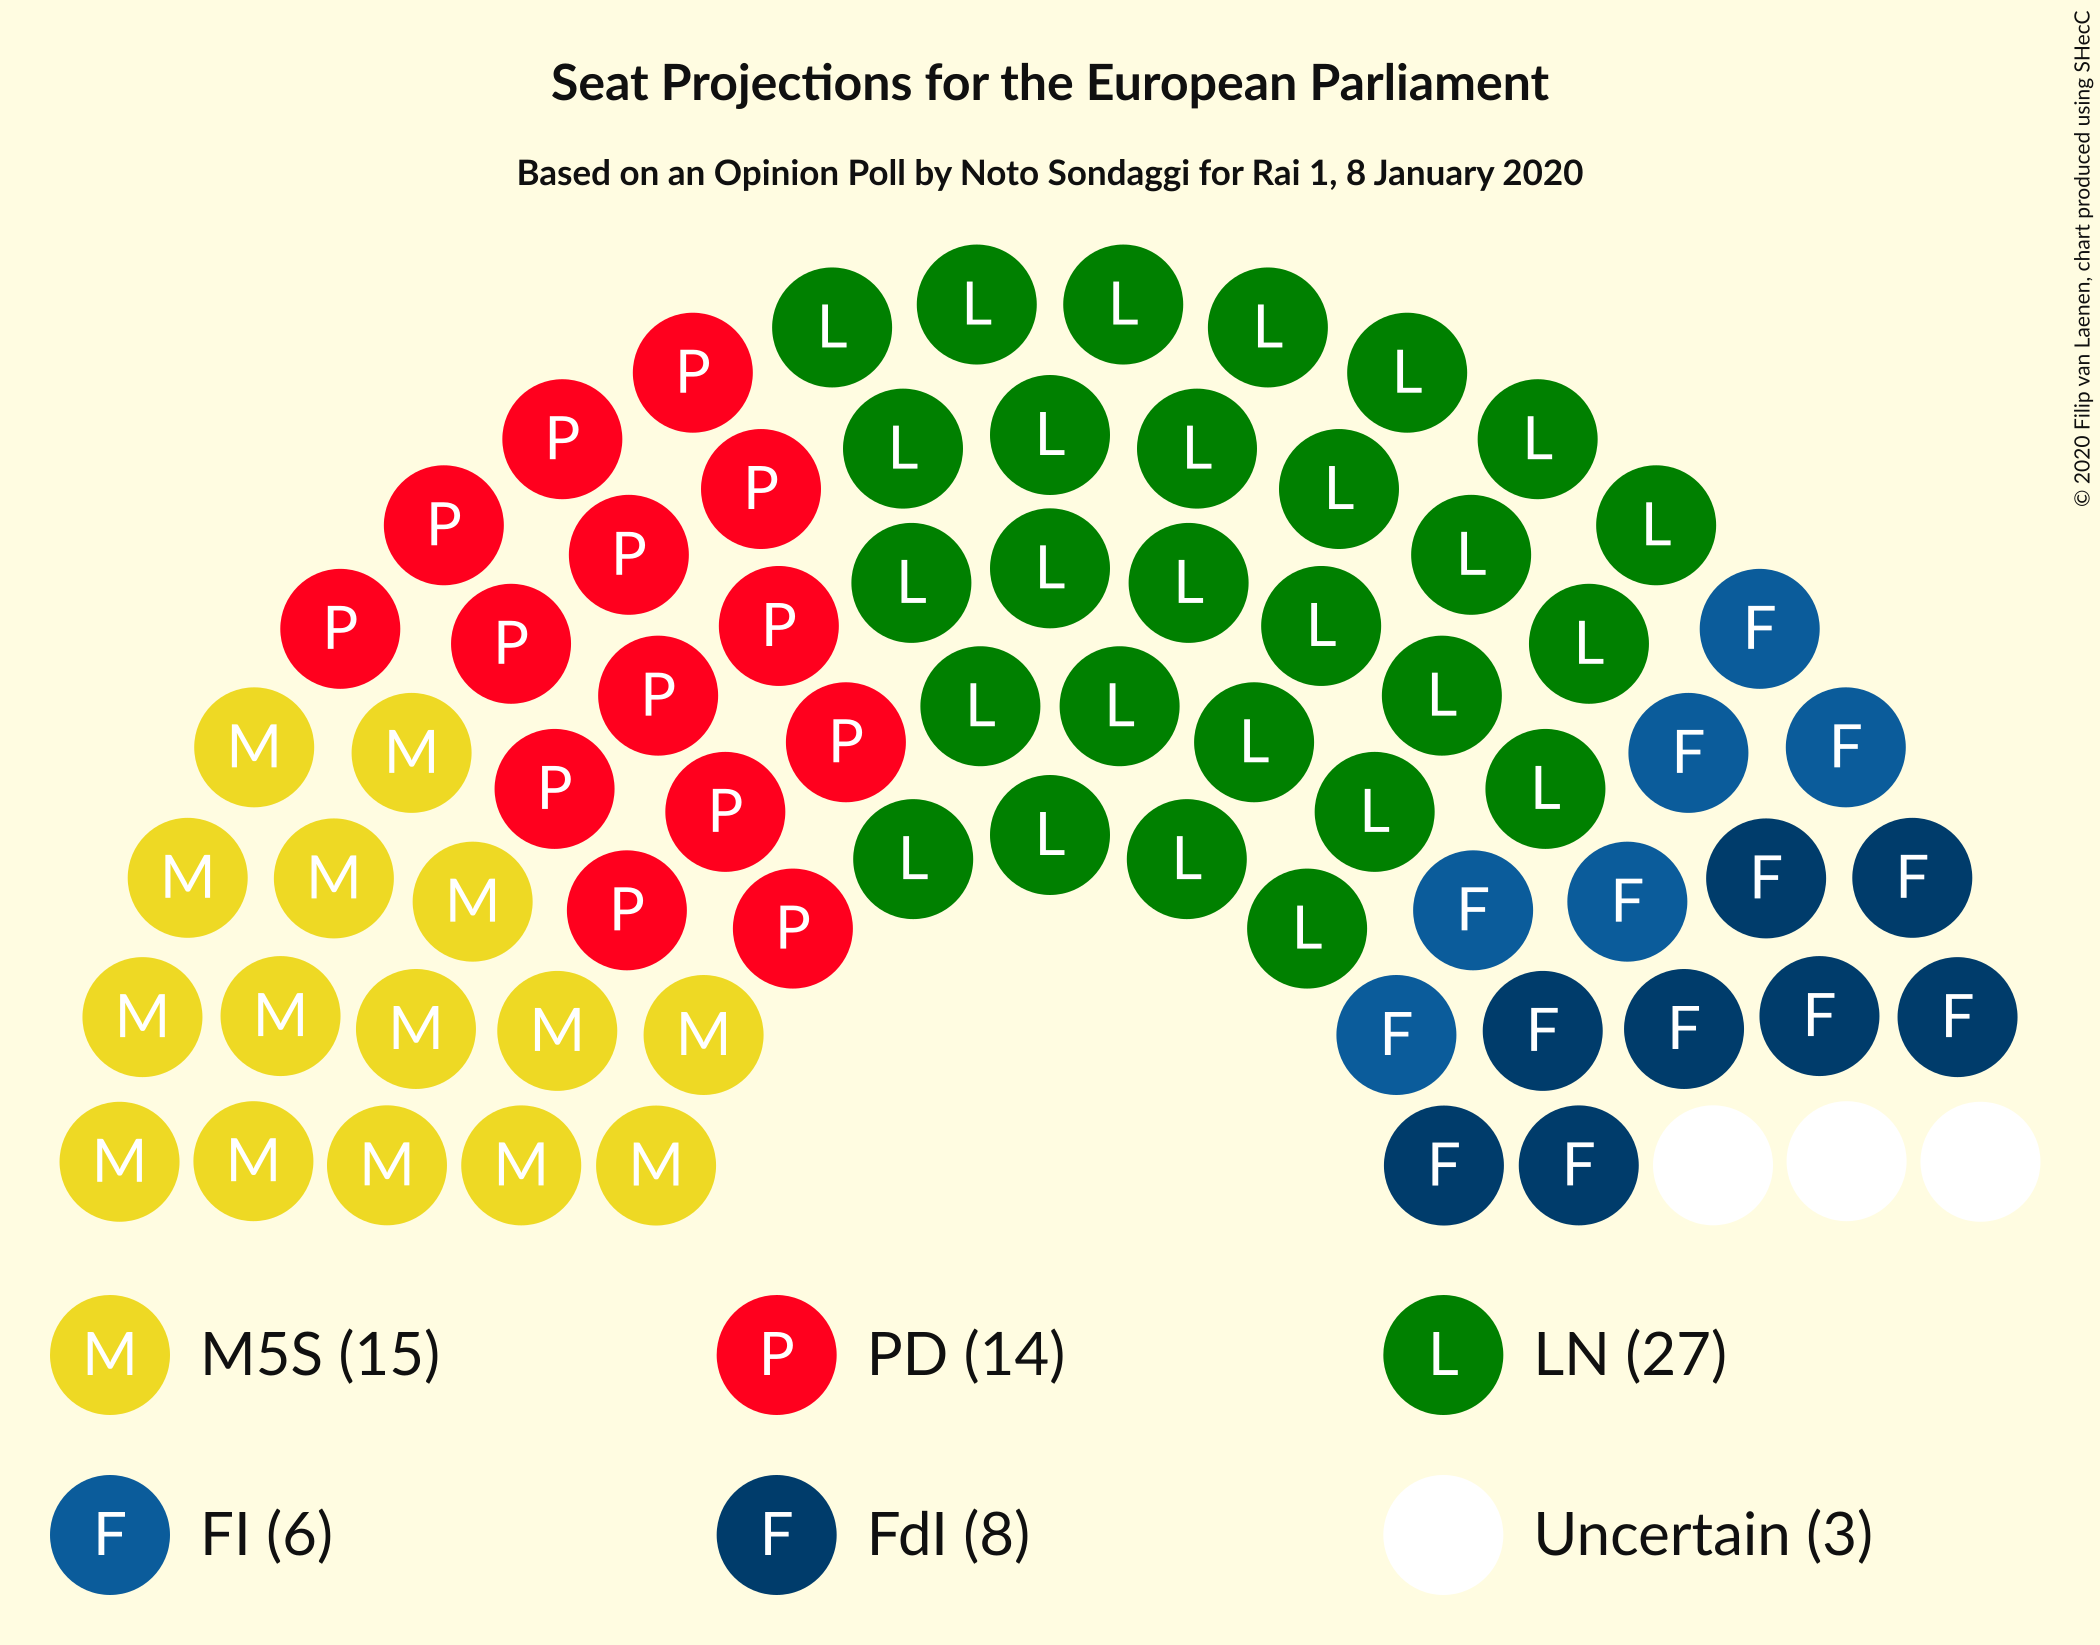 Seat Projections for the European Parliament
Based on an Opinion Poll by Noto Sondaggi for Rai 1, 8 January 2020
© 2020 Filip van Laenen, chart produced using SHecC
L L L L
P L
P L
L L L
P L
P L
P L
L L L
P L
P L
P L
P F
P L
L L L
P L
M F
M F
P L
P L
L L L
M F
M F
M F
P F
P L
M F
M F
M F
M F
M F
M M M M M F F
M M5S (15)
P PD (14)
L LN (27)
F FI (6)
F FdI (8)
Uncertain (3)